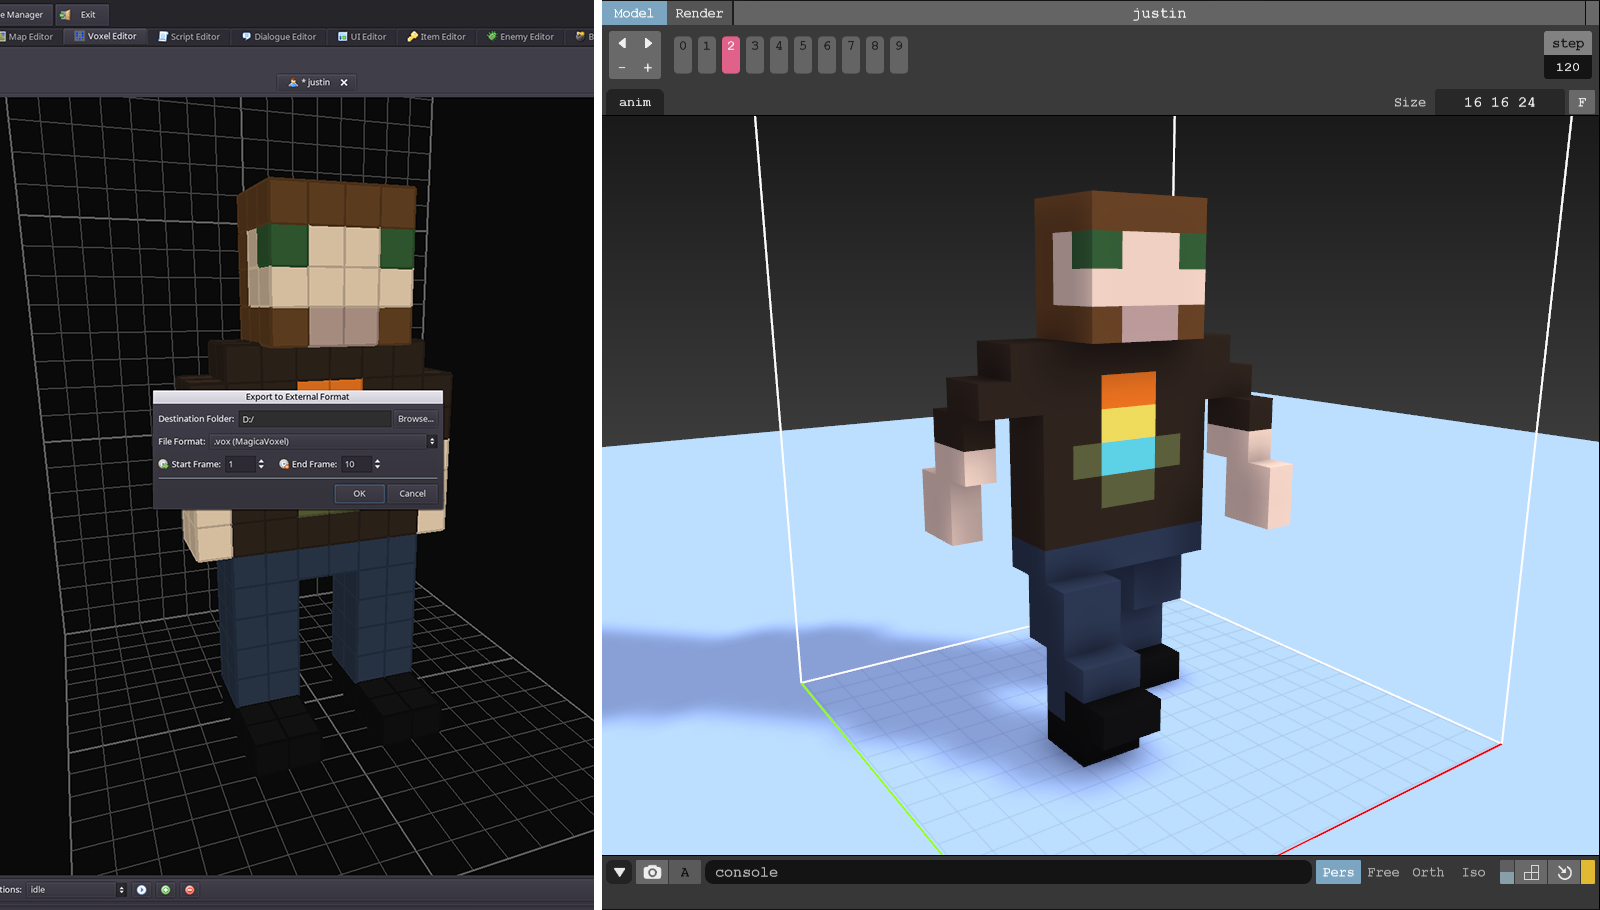 e Manager Exit
Map Editor Voxel Editor Script Editor Dialogue Editor UI Editor Item Editor Enemy Editor B
* justin
Export to External Format
Destination Folder: D:/ Browse...
File Format: .vox (MagicaVoxel)
Start Frame: 1 End Frame: 10
OK Cancel
tions: idle
Model Render justin
0 1 2 3 4 5 6 7 8 9
step
120
- +
anim Size 16 16 24 F
A console Pers Free Orth Iso